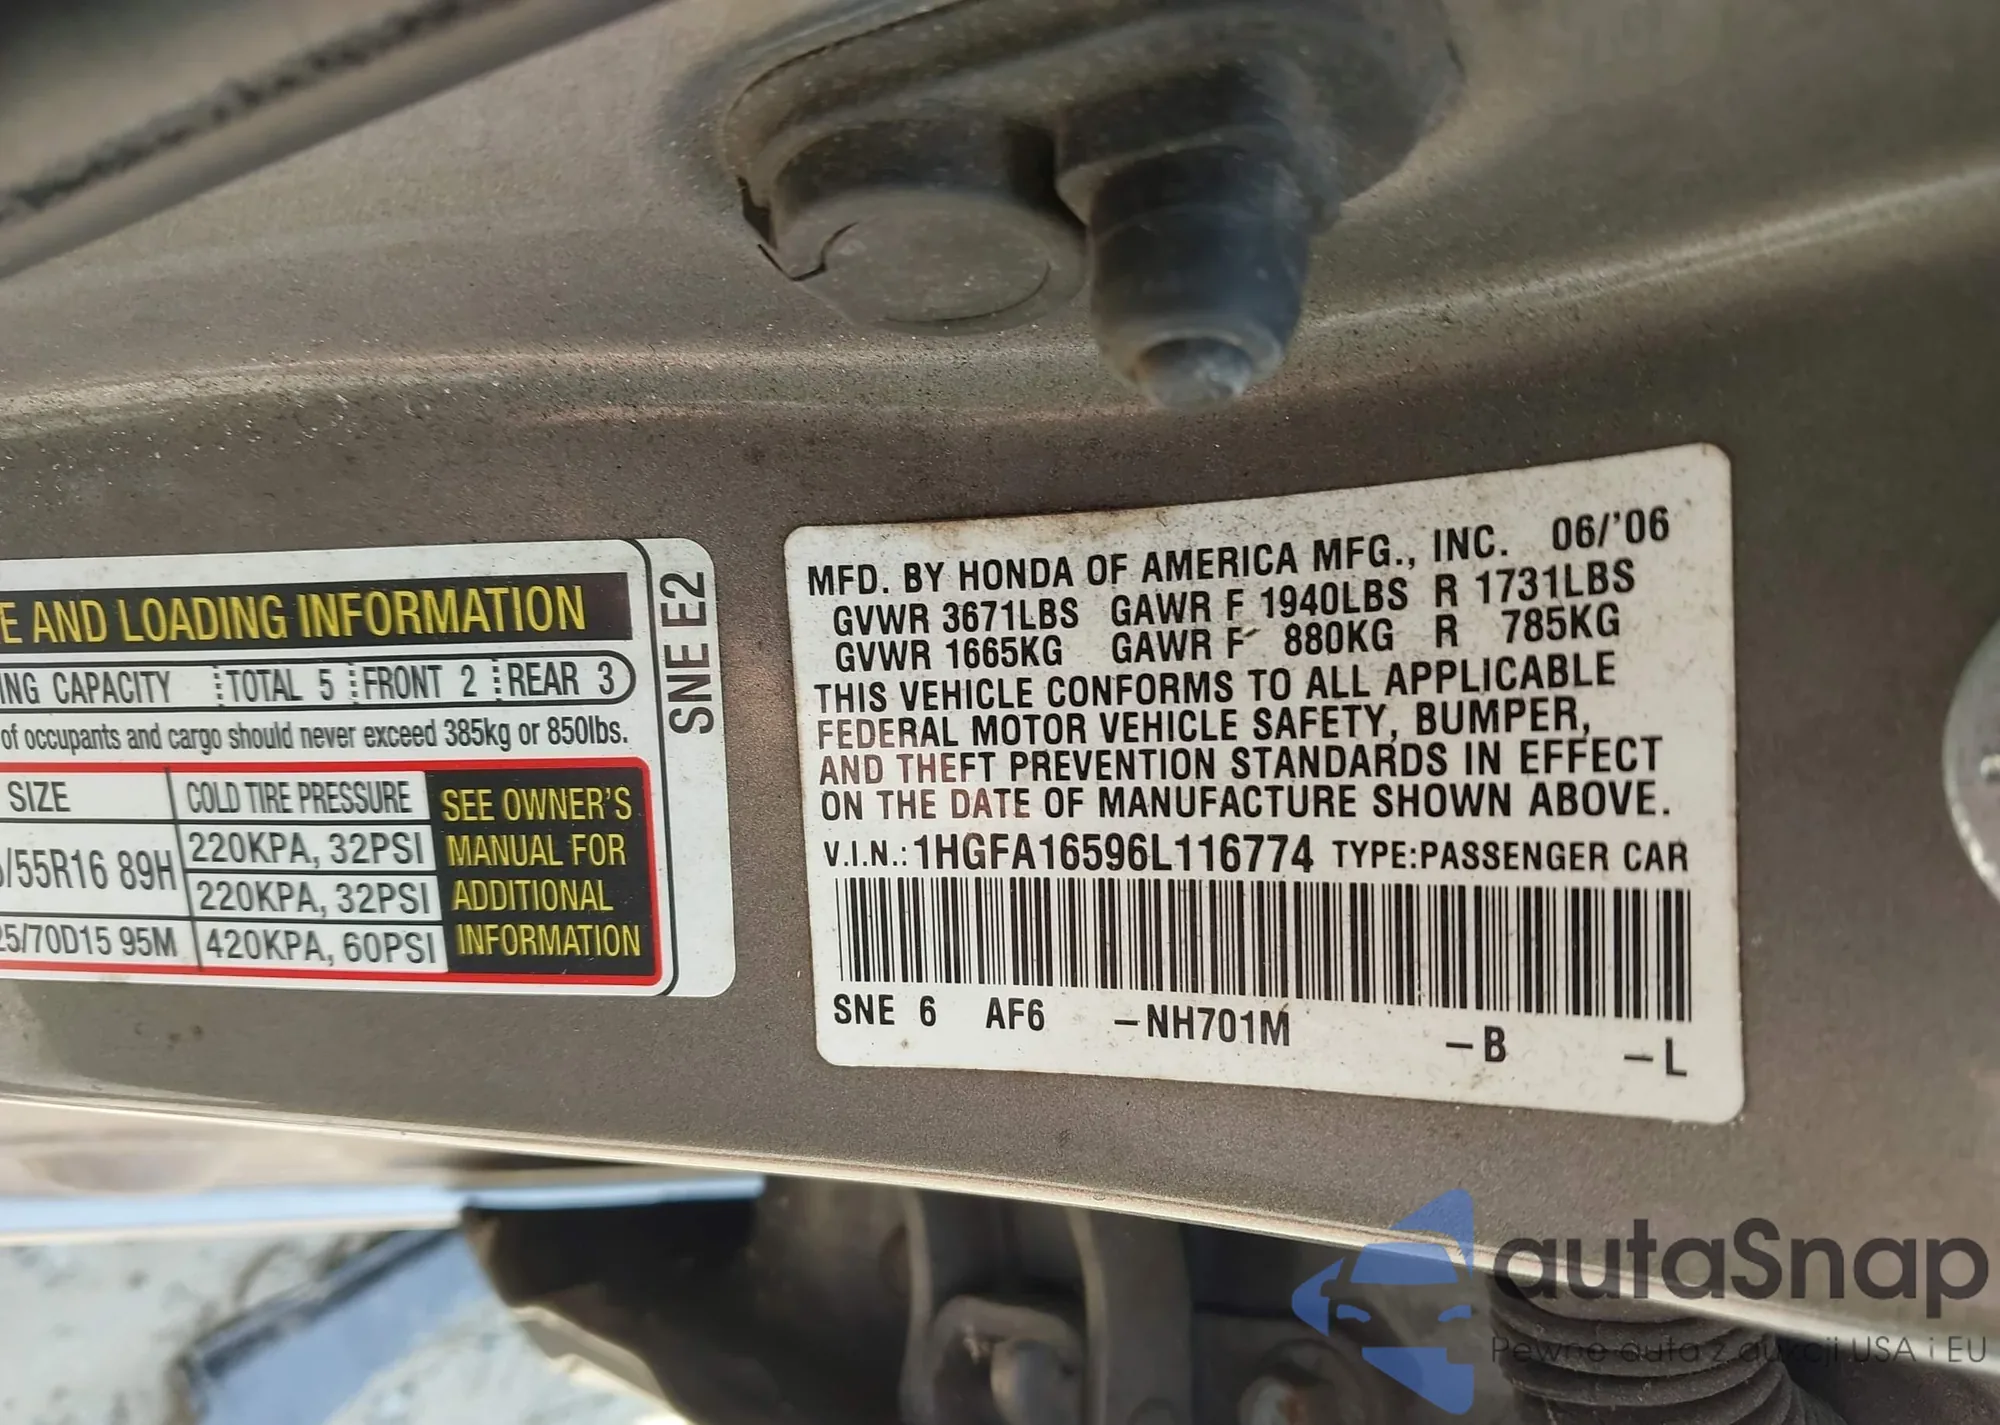 E AND LOADING INFORMATION
ING CAPACITY TOTAL 5 FRONT 2 REAR 3
of occupants and cargo should never exceed 385kg or 850lbs.
SIZE COLD TIRE PRESSURE
/55R16 89H 220KPA, 32PSI
220KPA, 32PSI
25/70D15 95M 420KPA, 60PSI
SEE OWNER'S
MANUAL FOR
ADDITIONAL
INFORMATION
SNE E2
MFD. BY HONDA OF AMERICA MFG., INC. 06/'06
GVWR 3671LBS GAWR F 1940LBS R 1731LBS
GVWR 1665KG GAWR F 880KG R 785KG
THIS VEHICLE CONFORMS TO ALL APPLICABLE
FEDERAL MOTOR VEHICLE SAFETY, BUMPER,
AND THEFT PREVENTION STANDARDS IN EFFECT
ON THE DATE OF MANUFACTURE SHOWN ABOVE.
V.I.N.: 1HGFA16596L116774 TYPE:PASSENGER CAR
SNE 6 AF6 -NH701M -B -L
autaSnap
Pewne auta z aukcji USA i EU